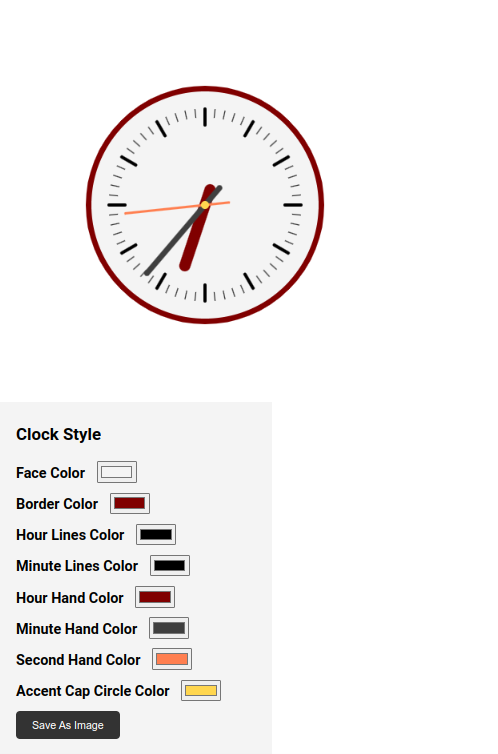 Clock Style
Face Color
Border Color
Hour Lines Color
Minute Lines Color
Hour Hand Color
Minute Hand Color
Second Hand Color
Accent Cap Circle Color
Save As Image